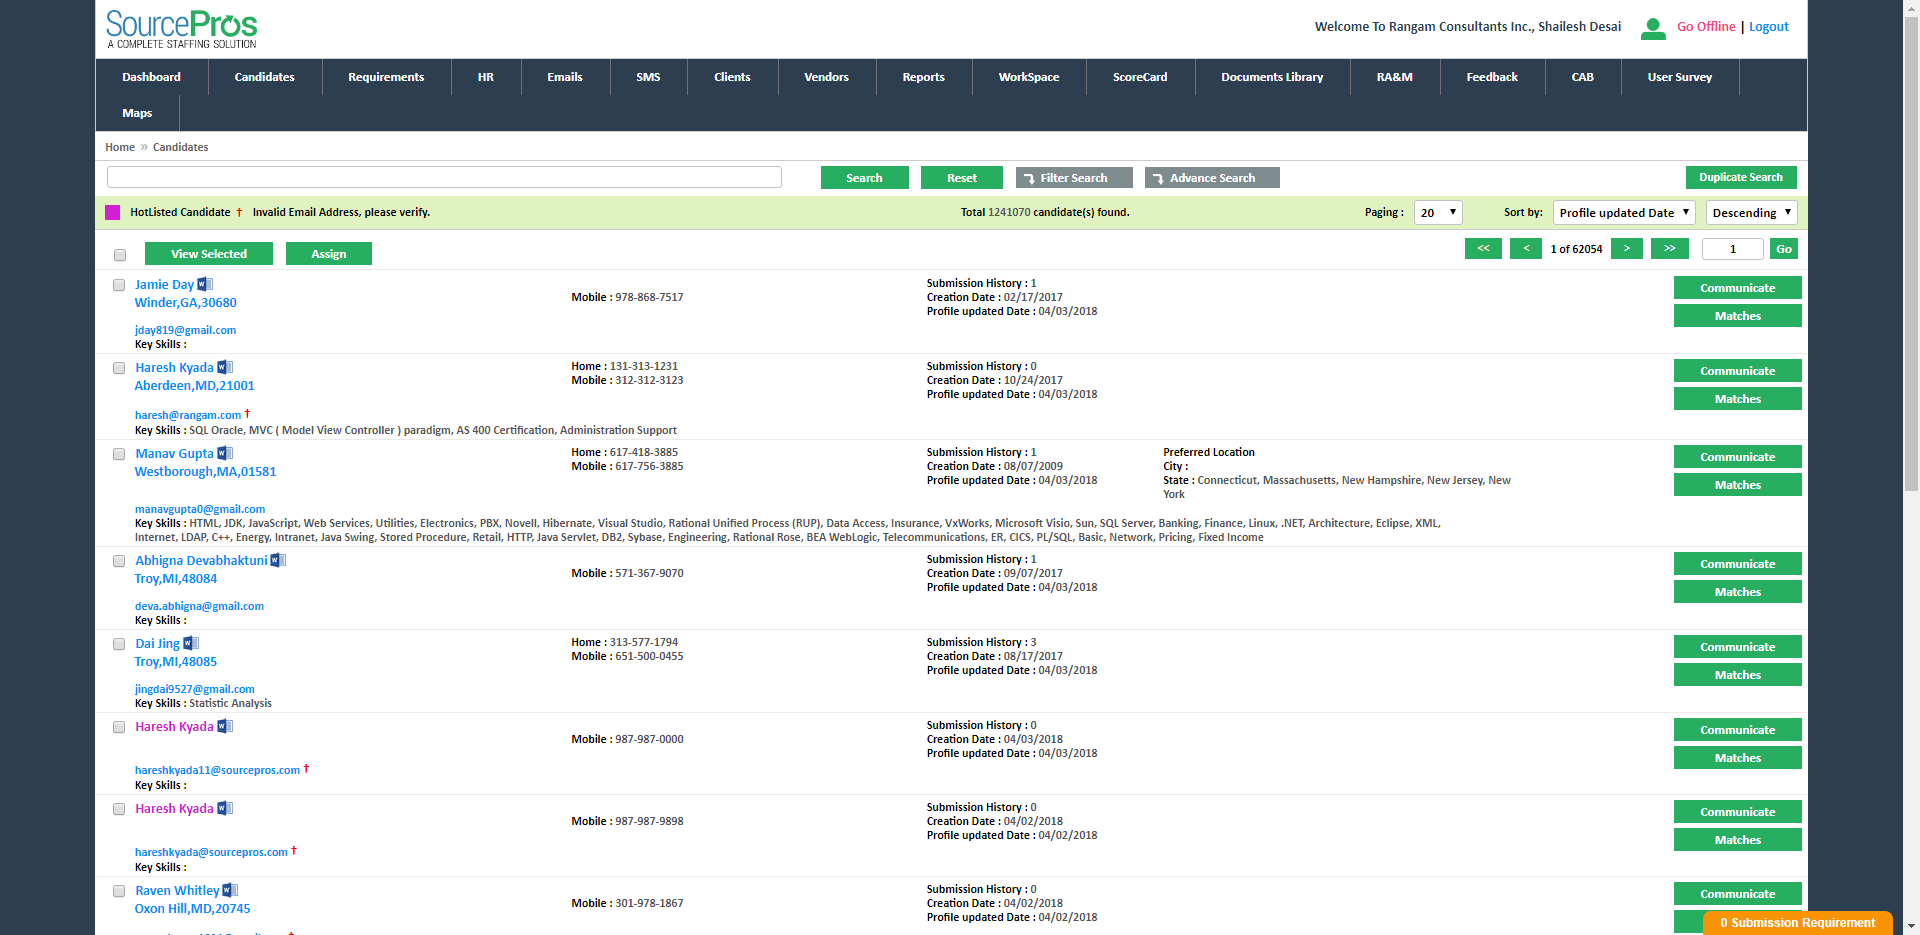 SourcePros
A COMPLETE STAFFING SOLUTION
Welcome To Rangam Consultants Inc., Shailesh Desai Go Offline | Logout
Dashboard Candidates Requirements HR Emails SMS Clients Vendors Reports WorkSpace ScoreCard Documents Library RA&M Feedback CAB User Survey
Maps
Home » Candidates
Search Reset Filter Search Advance Search Duplicate Search
HotListed Candidate † Invalid Email Address, please verify. Total 1241070 candidate(s) found. Paging : 20 Sort by: Profile updated Date Descending
View Selected Assign << < 1 of 62054 > >> 1 Go
Jamie Day
Winder,GA,30680
jday819@gmail.com
Key Skills :
Mobile : 978-868-7517
Submission History : 1
Creation Date : 02/17/2017
Profile updated Date : 04/03/2018
Communicate
Matches
Haresh Kyada
Aberdeen,MD,21001
haresh@rangam.com †
Key Skills : SQL Oracle, MVC ( Model View Controller ) paradigm, AS 400 Certification, Administration Support
Home : 131-313-1231
Mobile : 312-312-3123
Submission History : 0
Creation Date : 10/24/2017
Profile updated Date : 04/03/2018
Communicate
Matches
Manav Gupta
Westborough,MA,01581
manavgupta0@gmail.com
Home : 617-418-3885
Mobile : 617-756-3885
Submission History : 1
Creation Date : 08/07/2009
Profile updated Date : 04/03/2018
Preferred Location
City :
State : Connecticut, Massachusetts, New Hampshire, New Jersey, New
York
Communicate
Matches
Key Skills : HTML, JDK, JavaScript, Web Services, Utilities, Electronics, PBX, Novell, Hibernate, Visual Studio, Rational Unified Process (RUP), Data Access, Insurance, VxWorks, Microsoft Visio, Sun, SQL Server, Banking, Finance, Linux, .NET, Architecture, Eclipse, XML,
Internet, LDAP, C++, Energy, Intranet, Java Swing, Stored Procedure, Retail, HTTP, Java Servlet, DB2, Sybase, Engineering, Rational Rose, BEA WebLogic, Telecommunications, ER, CICS, PL/SQL, Basic, Network, Pricing, Fixed Income
Abhigna Devabhaktuni
Troy,MI,48084
deva.abhigna@gmail.com
Key Skills :
Mobile : 571-367-9070
Submission History : 1
Creation Date : 09/07/2017
Profile updated Date : 04/03/2018
Communicate
Matches
Dai Jing
Troy,MI,48085
jingdai9527@gmail.com
Key Skills : Statistic Analysis
Home : 313-577-1794
Mobile : 651-500-0455
Submission History : 3
Creation Date : 08/17/2017
Profile updated Date : 04/03/2018
Communicate
Matches
Haresh Kyada
hareshkyada11@sourcepros.com †
Key Skills :
Mobile : 987-987-0000
Submission History : 0
Creation Date : 04/03/2018
Profile updated Date : 04/03/2018
Communicate
Matches
Haresh Kyada
hareshkyada@sourcepros.com †
Key Skills :
Mobile : 987-987-9898
Submission History : 0
Creation Date : 04/02/2018
Profile updated Date : 04/02/2018
Communicate
Matches
Raven Whitley
Oxon Hill,MD,20745
Mobile : 301-978-1867
Submission History : 0
Creation Date : 04/02/2018
Profile updated Date : 04/02/2018
Communicate
0 Submission Requirement